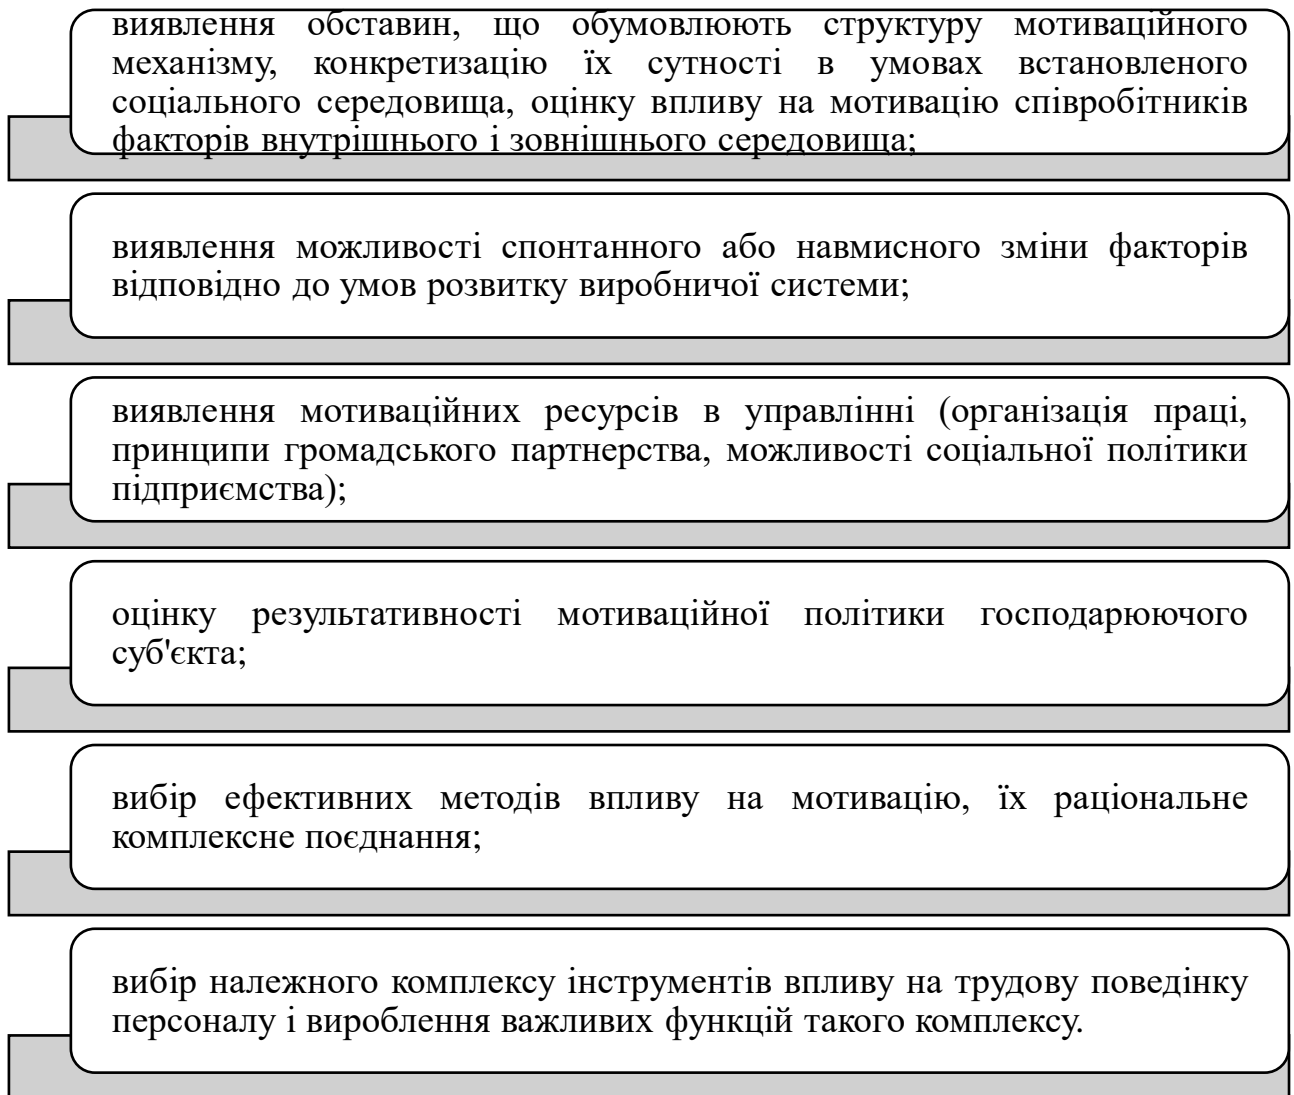 виявлення обставин, що обумовлюють структуру мотиваційного
механізму, конкретизацію їх сутності в умовах встановленого
соціального середовища, оцінку впливу на мотивацію співробітників
факторів внутрішнього і зовнішнього середовища;
виявлення можливості спонтанного або навмисного зміни факторів
відповідно до умов розвитку виробничої системи;
виявлення мотиваційних ресурсів в управлінні (організація праці,
принципи громадського партнерства, можливості соціальної політики
підприємства);
оцінку результативності мотиваційної політики господарюючого
суб'єкта;
вибір ефективних методів впливу на мотивацію, їх раціональне
комплексне поєднання;
вибір належного комплексу інструментів впливу на трудову поведінку
персоналу і вироблення важливих функцій такого комплексу.